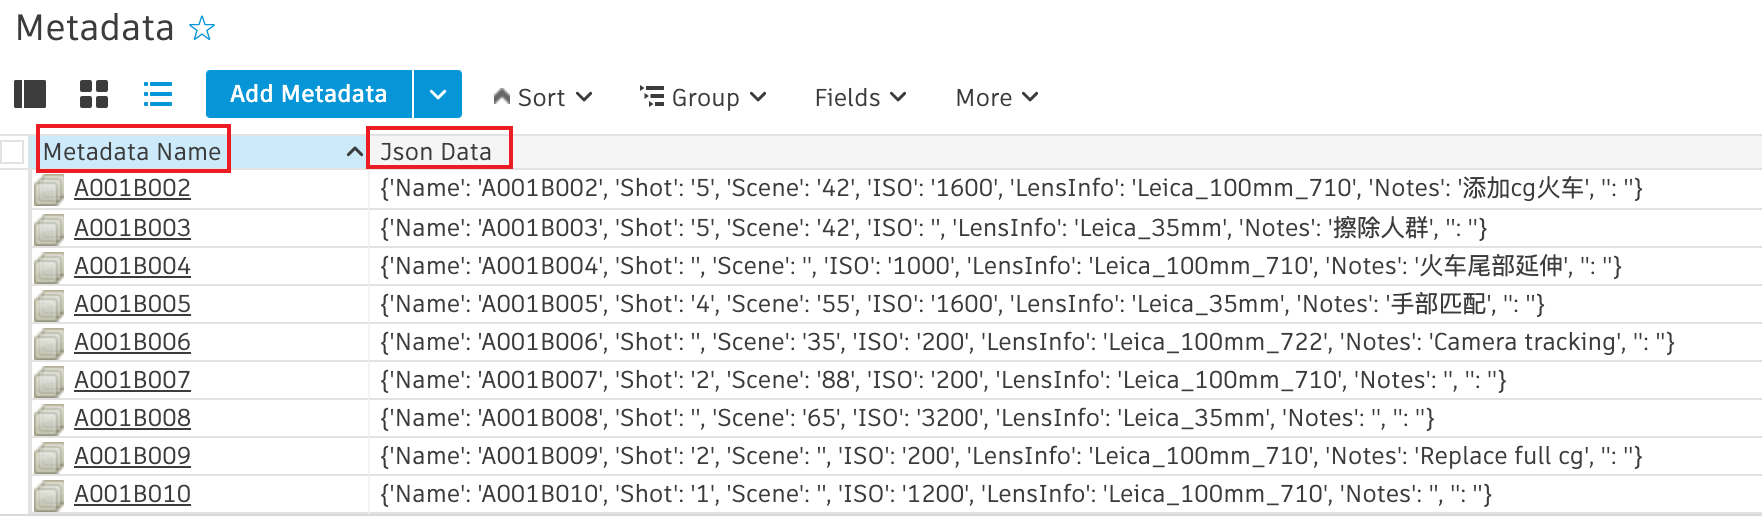 Metadata
Add Metadata Sort Group Fields More
Metadata Name Json Data
A001B002 {'Name': 'A001B002', 'Shot': '5', 'Scene': '42', 'ISO': '1600', 'LensInfo': 'Leica_100mm_710', 'Notes': '添加cg火车', '': ''}
A001B003 {'Name': 'A001B003', 'Shot': '5', 'Scene': '42', 'ISO': '', 'LensInfo': 'Leica_35mm', 'Notes': '擦除人群', '': ''}
A001B004 {'Name': 'A001B004', 'Shot': '', 'Scene': '', 'ISO': '1000', 'LensInfo': 'Leica_100mm_710', 'Notes': '火车尾部延伸', '': ''}
A001B005 {'Name': 'A001B005', 'Shot': '4', 'Scene': '55', 'ISO': '1600', 'LensInfo': 'Leica_35mm', 'Notes': '手部匹配', '': ''}
A001B006 {'Name': 'A001B006', 'Shot': '', 'Scene': '35', 'ISO': '200', 'LensInfo': 'Leica_100mm_722', 'Notes': 'Camera tracking', '': ''}
A001B007 {'Name': 'A001B007', 'Shot': '2', 'Scene': '88', 'ISO': '200', 'LensInfo': 'Leica_100mm_710', 'Notes': '', '': ''}
A001B008 {'Name': 'A001B008', 'Shot': '', 'Scene': '65', 'ISO': '3200', 'LensInfo': 'Leica_35mm', 'Notes': '', '': ''}
A001B009 {'Name': 'A001B009', 'Shot': '2', 'Scene': '', 'ISO': '200', 'LensInfo': 'Leica_100mm_710', 'Notes': 'Replace full cg', '': ''}
A001B010 {'Name': 'A001B010', 'Shot': '1', 'Scene': '', 'ISO': '1200', 'LensInfo': 'Leica_100mm_710', 'Notes': '', '': ''}